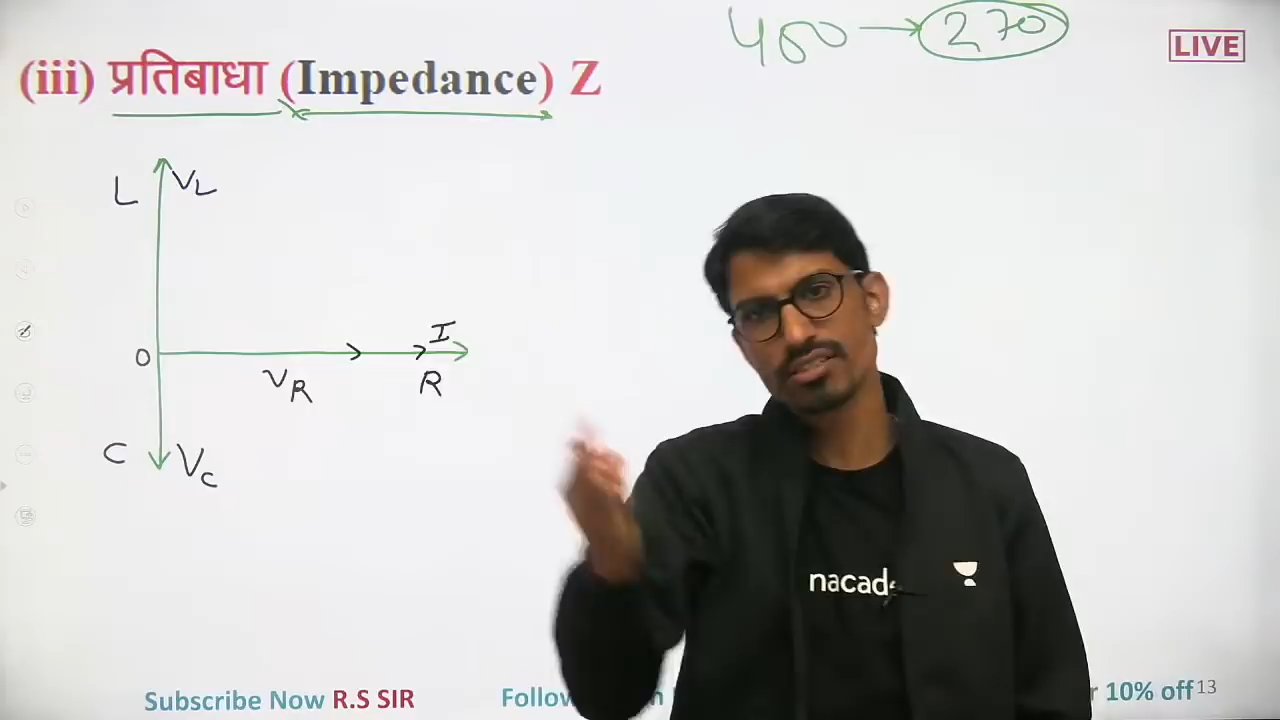 400 → 270
LIVE
(iii) प्रतिबाधा (Impedance) Z
L VL
I
0
VR R
C VC
nacad
Subscribe Now R.S SIR Follow r 10% off 13